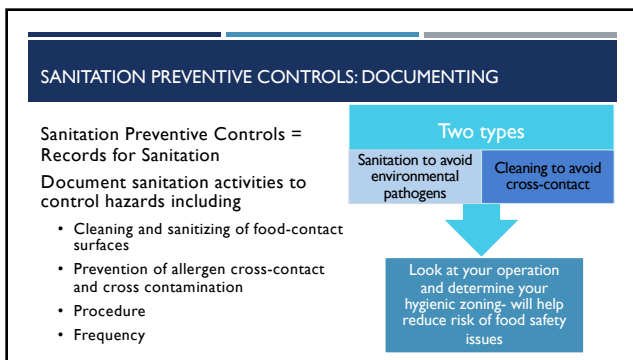 SANITATION PREVENTIVE CONTROLS: DOCUMENTING
Sanitation Preventive Controls =
Records for Sanitation
Document sanitation activities to
control hazards including
• Cleaning and sanitizing of food-contact
surfaces
• Prevention of allergen cross-contact
and cross contamination
• Procedure
• Frequency
Two types
Sanitation to avoid
environmental
pathogens
Cleaning to avoid
cross-contact
Look at your operation
and determine your
hygienic zoning- will help
reduce risk of food safety
issues